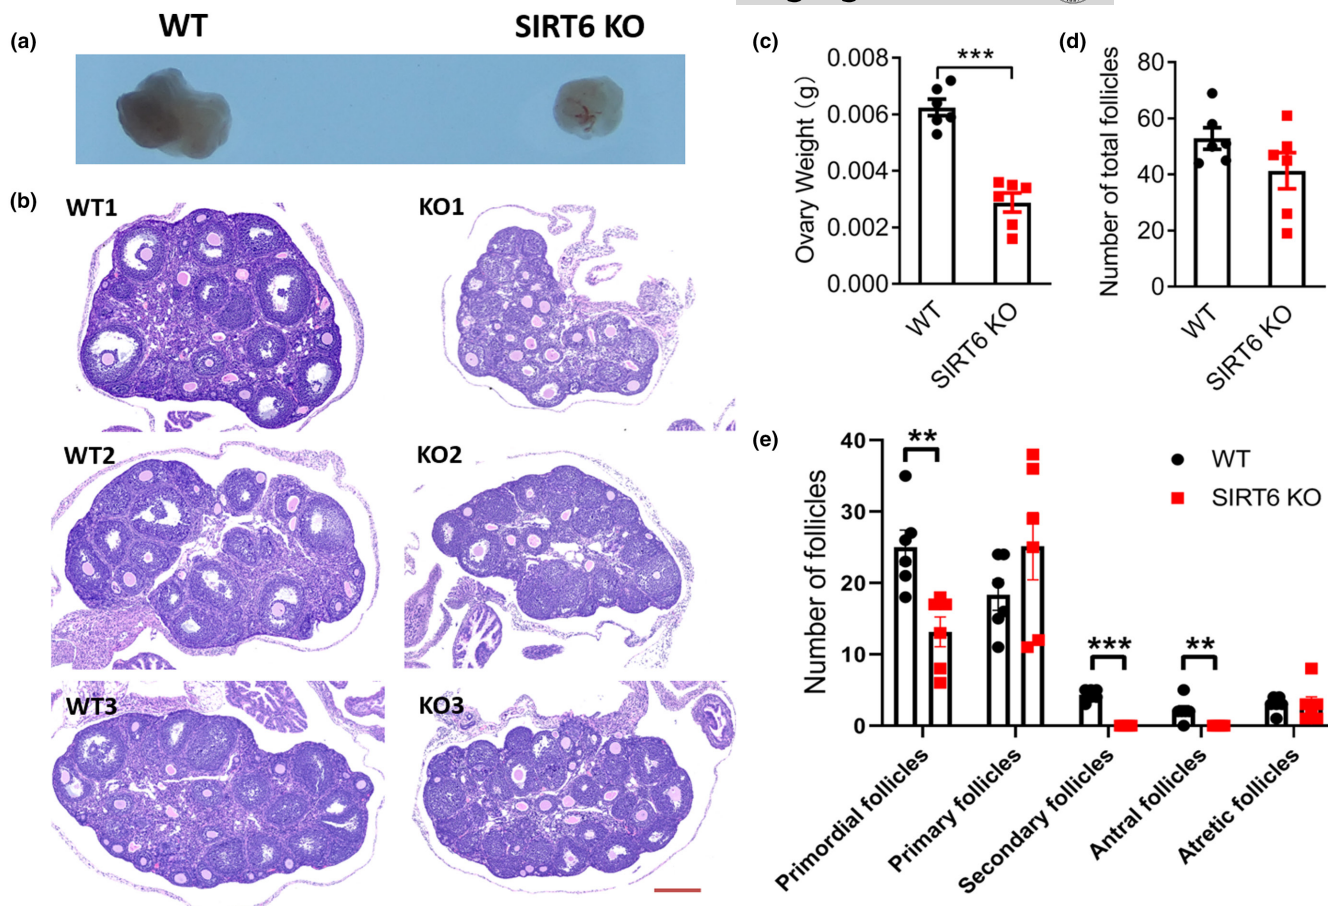 (a)
WT
SIRT6 KO
(b)
WT1
KO1
WT2
KO2
WT3
KO3
(c)
Ovary Weight (g)
0.008
0.006
0.004
0.002
0.000
***
WT
SIRT6 KO
(d)
Number of total follicles
80
60
40
20
0
WT
SIRT6 KO
(e)
Number of follicles
40
30
20
10
0
**
***
**
WT
SIRT6 KO
Primordial follicles
Primary follicles
Secondary follicles
Antral follicles
Atretic follicles